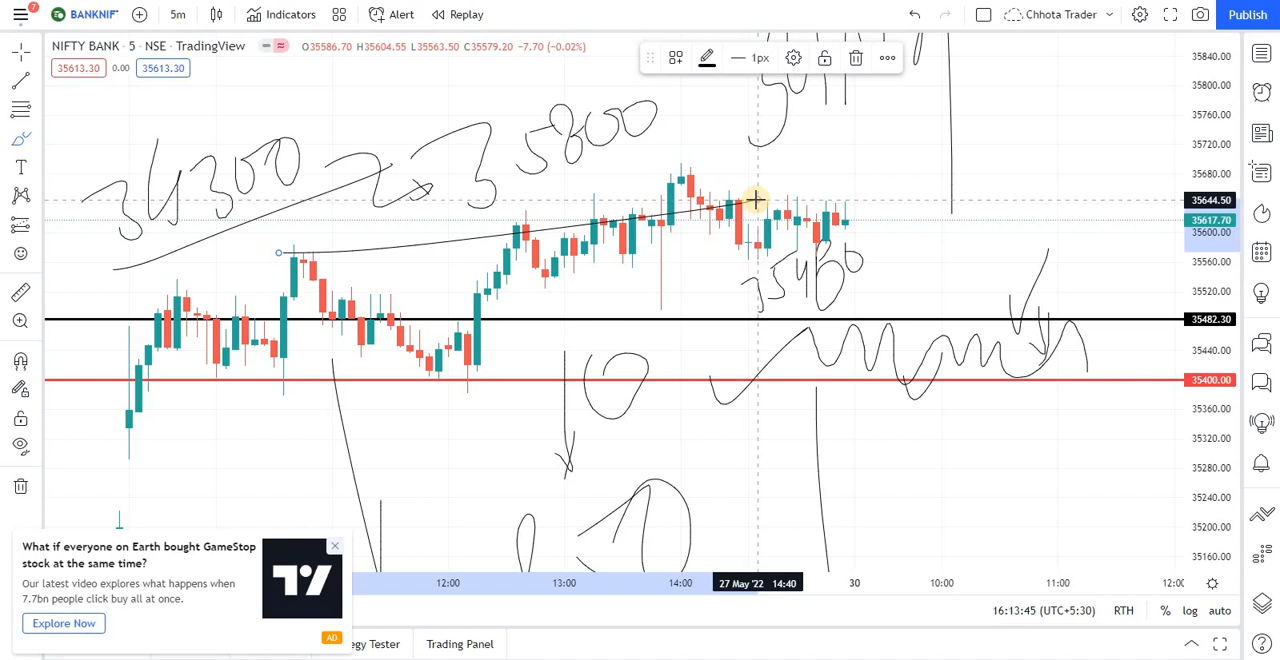 7
BANKNIF
5m
Indicators
Alert
Replay
Chhota Trader
Publish
NIFTY BANK · 5 · NSE · TradingView
O35586.70 H35604.55 L35563.50 C35579.20 -7.70 (-0.02%)
35613.30 0.00 35613.30
1px
35840.00
35800.00
35760.00
35720.00
35680.00
35644.50
35617.70
35600.00
35560.00
35520.00
35482.30
35440.00
35400.00
35360.00
35320.00
35280.00
35240.00
35200.00
35160.00
34300
35800
35400
10
What if everyone on Earth bought GameStop
stock at the same time?
Our latest video explores what happens when
7.7bn people click buy all at once.
Explore Now
AD
12:00
13:00
14:00
27 May '22 14:40
30
10:00
11:00
16:13:45 (UTC+5:30)
RTH
%
log
auto
egy Tester
Trading Panel